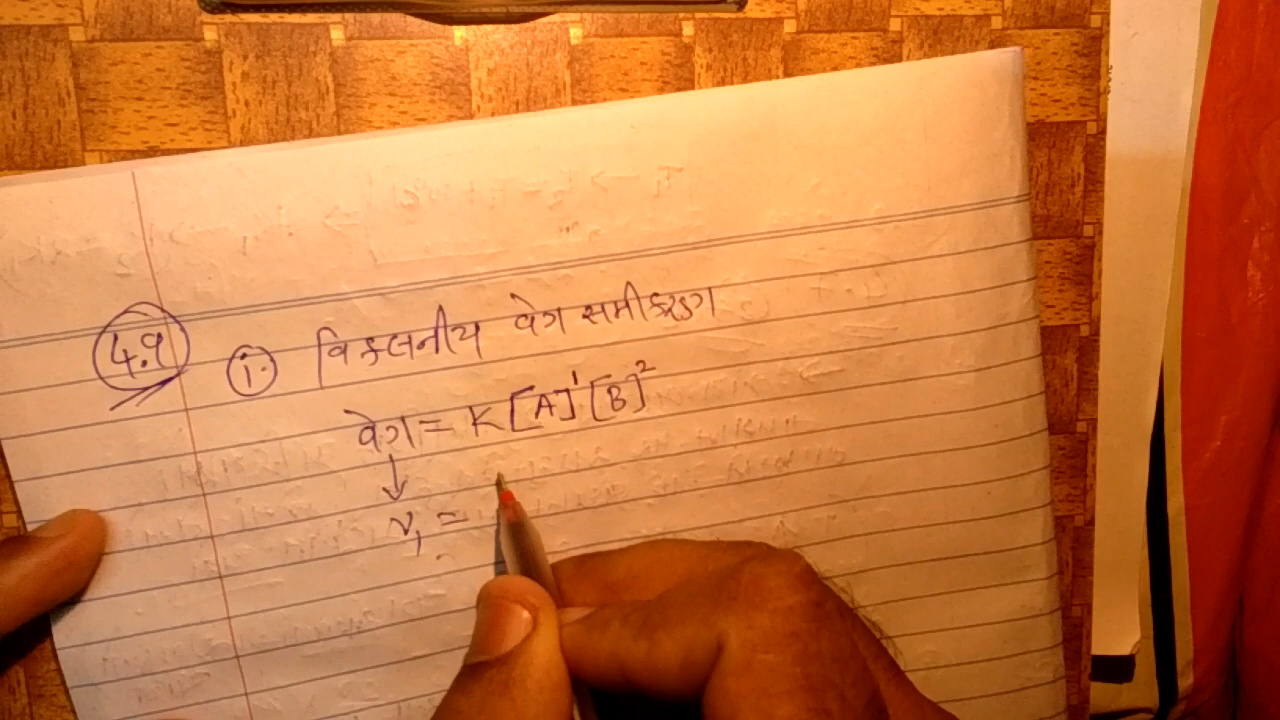 4.9 i. विकलनीय वेग समीकरण
वेग = K[A]¹[B]²
↓
r₁ =